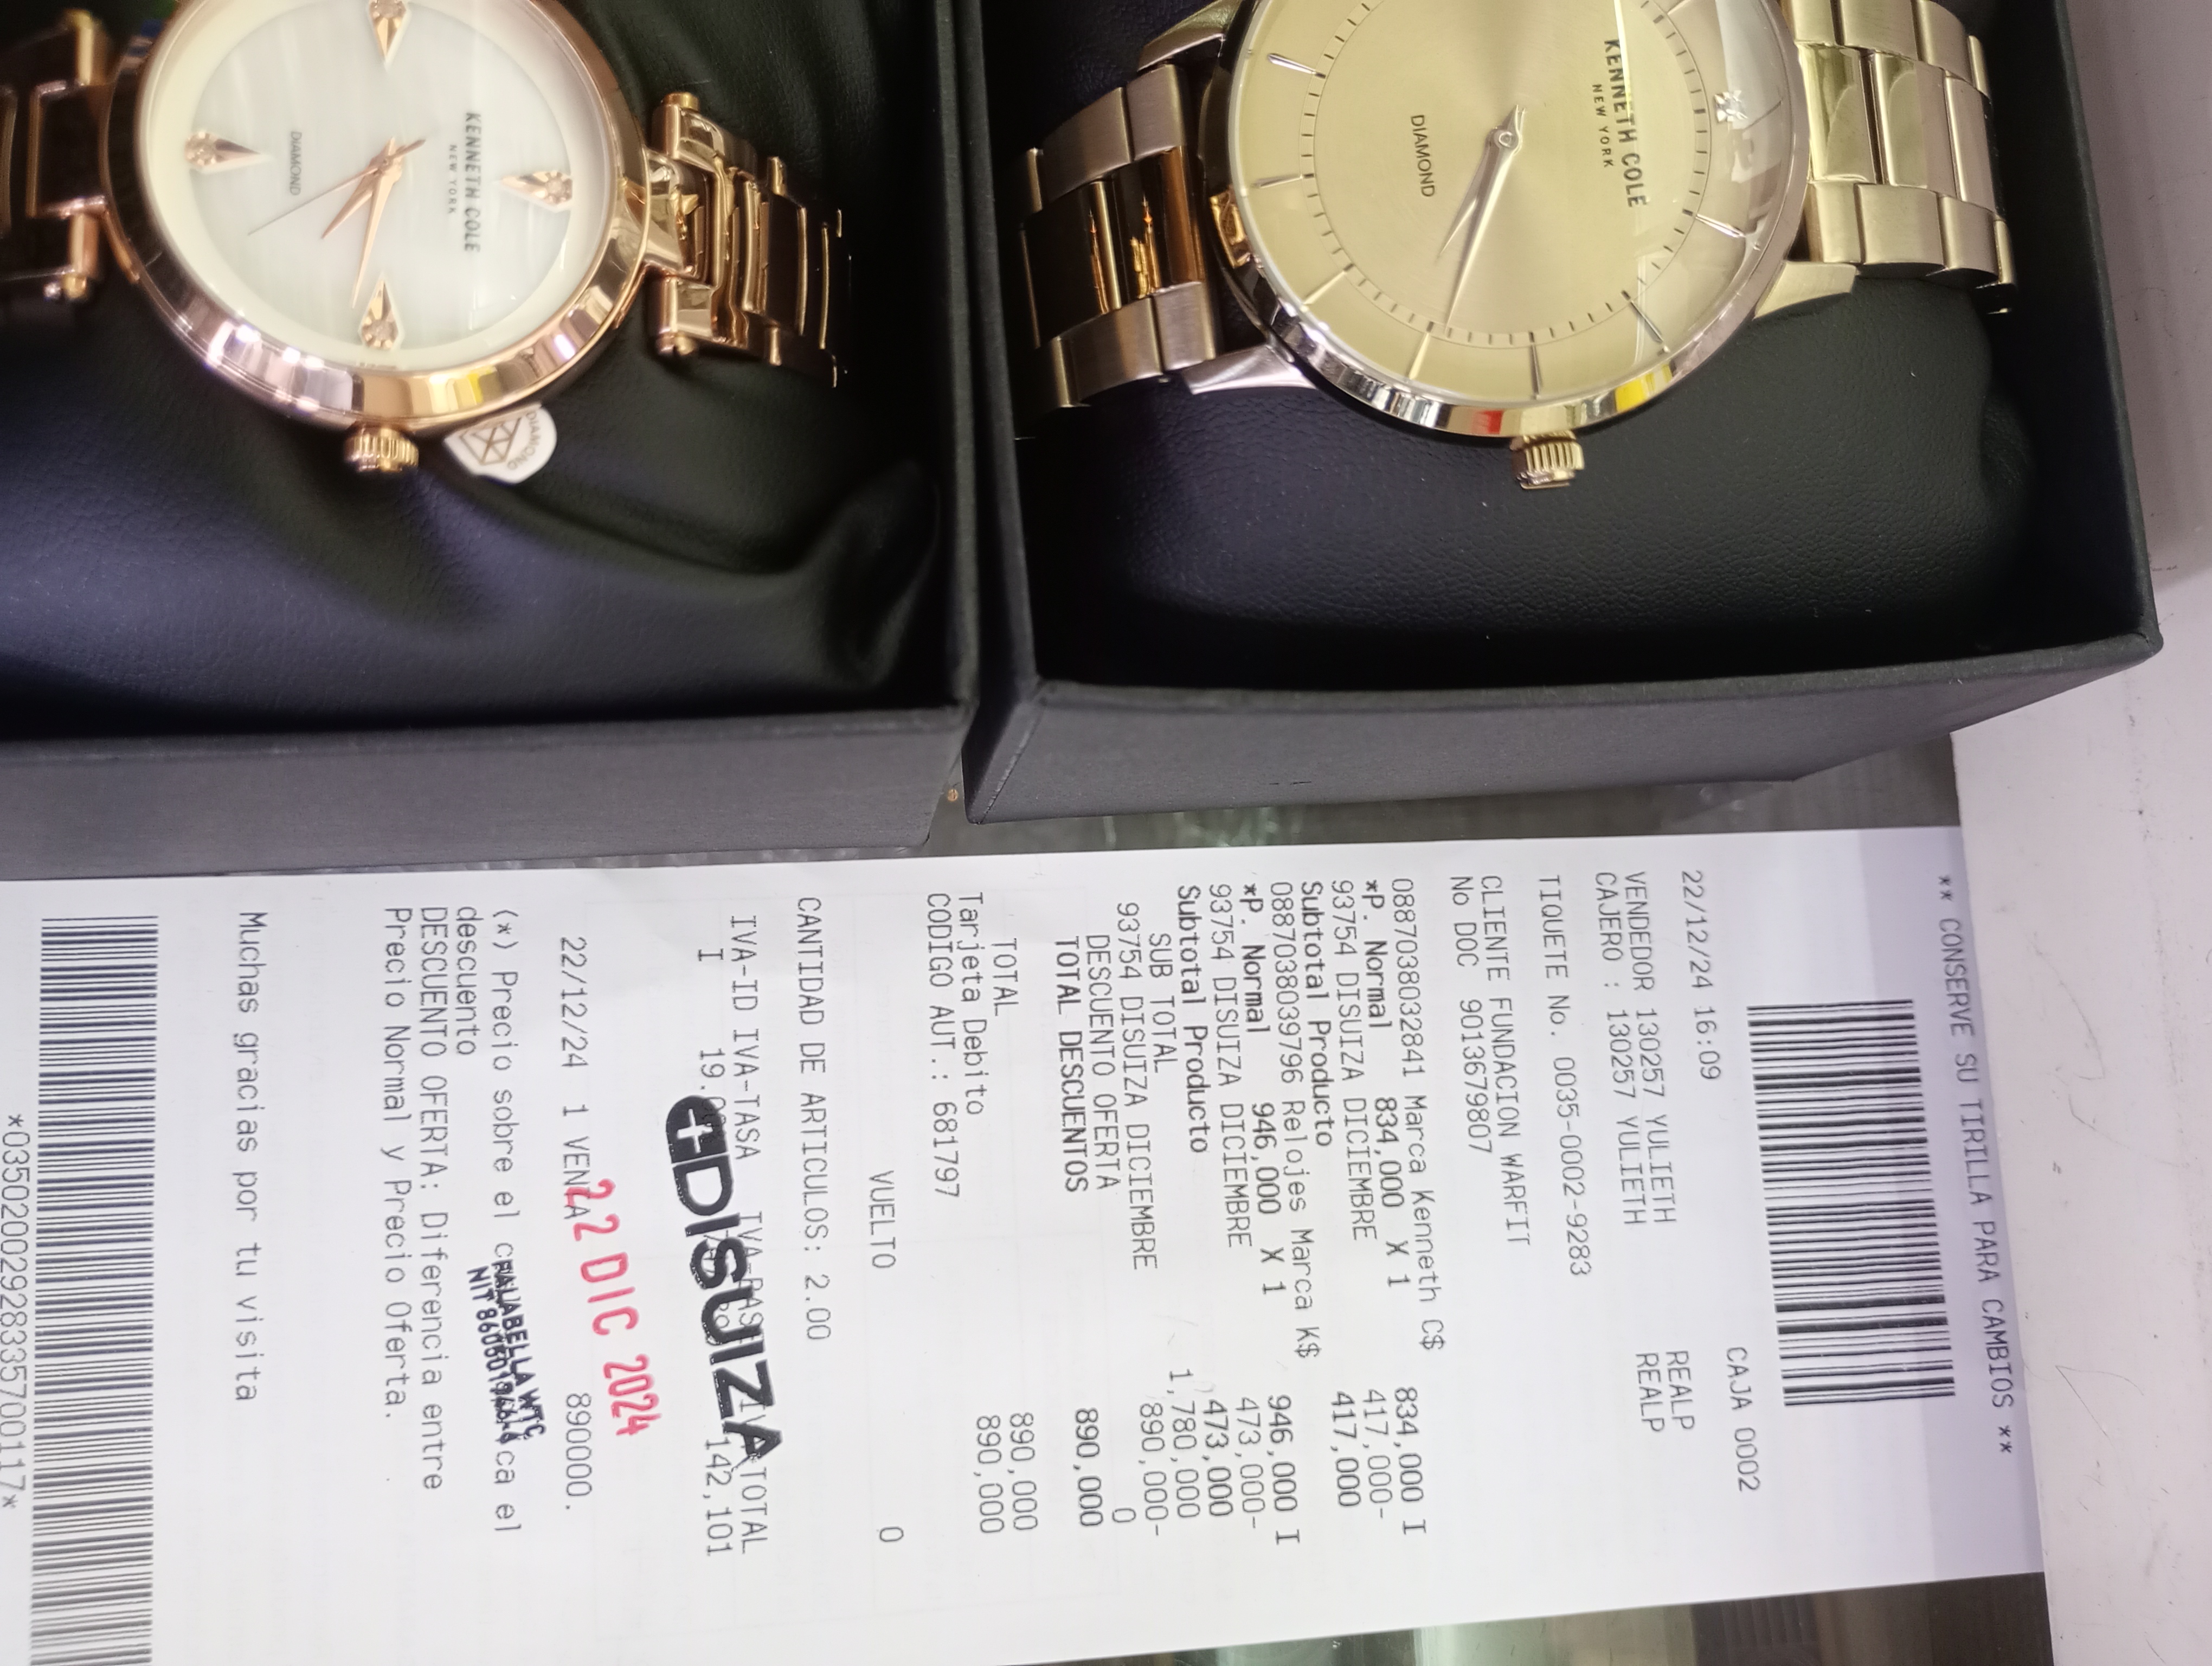 KENNETH COLE
NEW YORK
DIAMOND
DIAMOND
KENNETH COLE
NEW YORK
DIAMOND
** CONSERVE SU TIRILLA PARA CAMBIOS **
22/12/24 16:09 CAJA 0002
VENDEDOR 130257 YULIETH REALP
CAJERO : 130257 YULIETH REALP
TIQUETE No. 0035-0002-9283
CLIENTE FUNDACION WARFIT
No DOC 9013679807
0887038032841 Marca Kenneth C$ 834,000 I
*P. Normal 834,000 X 1
93754 DISUIZA DICIEMBRE 417,000-
Subtotal Producto 417,000
0887038039796 Relojes Marca K$ 946,000 I
*P. Normal 946,000 X 1
93754 DISUIZA DICIEMBRE 473,000-
Subtotal Producto 473,000
SUB TOTAL 1,780,000
93754 DISUIZA DICIEMBRE 890,000-
DESCUENTO OFERTA 0
TOTAL DESCUENTOS 890,000
TOTAL 890,000
Tarjeta Debito 890,000
CODIGO AUT.: 681797
VUELTO 0
CANTIDAD DE ARTICULOS: 2.00
IVA-ID IVA-TASA IVA-BASE IVA TOTAL
I 19. 142,101
DISUIZA
22/12/24 1 VENTA 890000.
22 DIC 2024
(*) Precio sobre el ca el
descuento
FALABELLA WTC
NIT
DESCUENTO OFERTA: Diferencia entre
Precio Normal y Precio Oferta.
Muchas gracias por tu visita
*03502002928335700117*